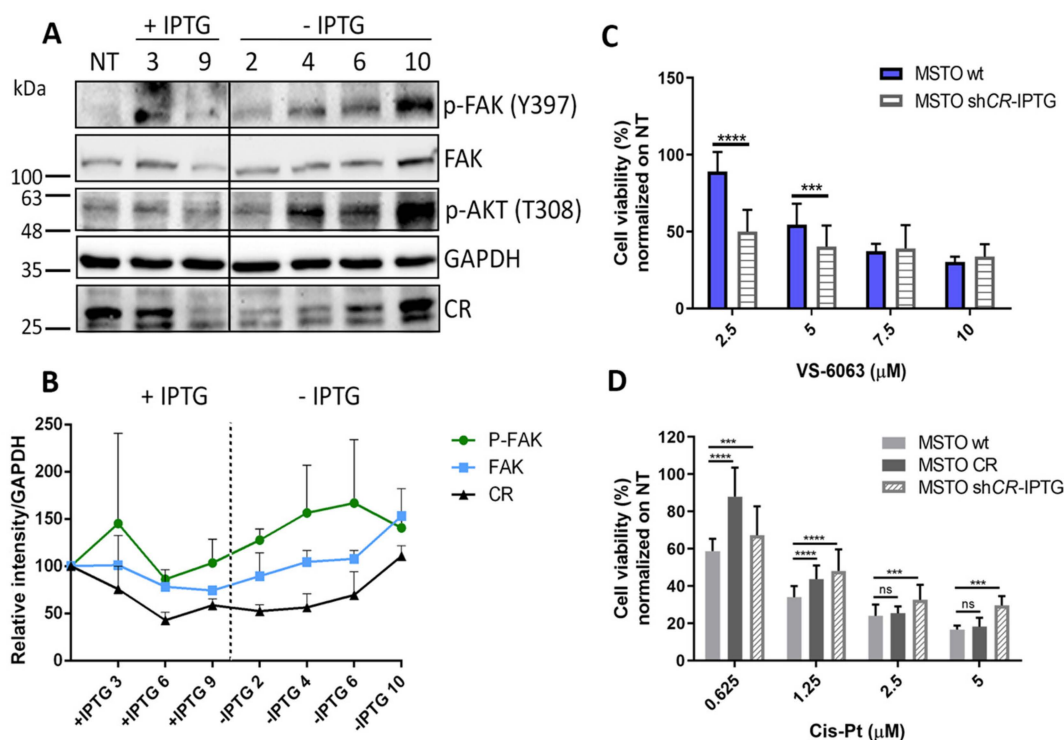 A
+ IPTG
- IPTG
NT 3 9 2 4 6 10
kDa
p-FAK (Y397)
FAK
100
63
p-AKT (T308)
48
GAPDH
35
CR
25
B
+ IPTG
- IPTG
250
200
150
100
50
0
Relative intensity/GAPDH
P-FAK
FAK
CR
+IPTG 3
+IPTG 6
+IPTG 9
-IPTG 2
-IPTG 4
-IPTG 6
-IPTG 10
C
MSTO wt
MSTO shCR-IPTG
150
100
50
0
Cell viability (%)
normalized on NT
****
***
2.5
5
7.5
10
VS-6063 (μM)
D
MSTO wt
MSTO CR
MSTO shCR-IPTG
120
100
80
60
40
20
0
Cell viability (%)
normalized on NT
***
****
****
****
***
ns
***
ns
0.625
1.25
2.5
5
Cis-Pt (μM)